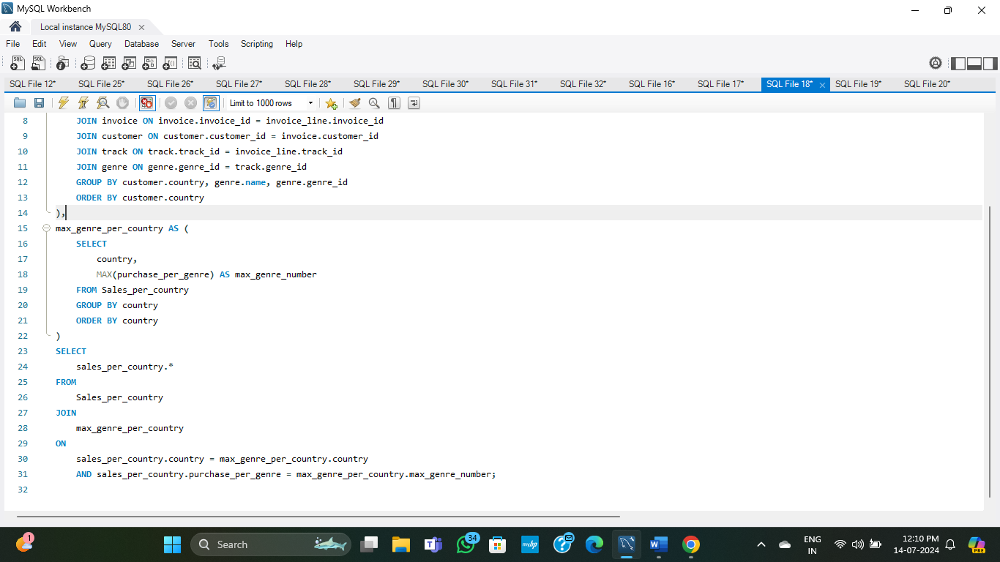 MySQL Workbench
Local instance MySQL80
File Edit View Query Database Server Tools Scripting Help
SQL File 12* SQL File 25* SQL File 26* SQL File 27* SQL File 28* SQL File 29* SQL File 30* SQL File 31* SQL File 32* SQL File 16* SQL File 17* SQL File 18* SQL File 19* SQL File 20*
Limit to 1000 rows
8 JOIN invoice ON invoice.invoice_id = invoice_line.invoice_id
9 JOIN customer ON customer.customer_id = invoice.customer_id
10 JOIN track ON track.track_id = invoice_line.track_id
11 JOIN genre ON genre.genre_id = track.genre_id
12 GROUP BY customer.country, genre.name, genre.genre_id
13 ORDER BY customer.country
14 ),
15 max_genre_per_country AS (
16 SELECT
17 country,
18 MAX(purchase_per_genre) AS max_genre_number
19 FROM Sales_per_country
20 GROUP BY country
21 ORDER BY country
22 )
23 SELECT
24 sales_per_country.*
25 FROM
26 Sales_per_country
27 JOIN
28 max_genre_per_country
29 ON
30 sales_per_country.country = max_genre_per_country.country
31 AND sales_per_country.purchase_per_genre = max_genre_per_country.max_genre_number;
32
1 Search 34 myhp ENG 12:10 PM
IN 14-07-2024 PRE